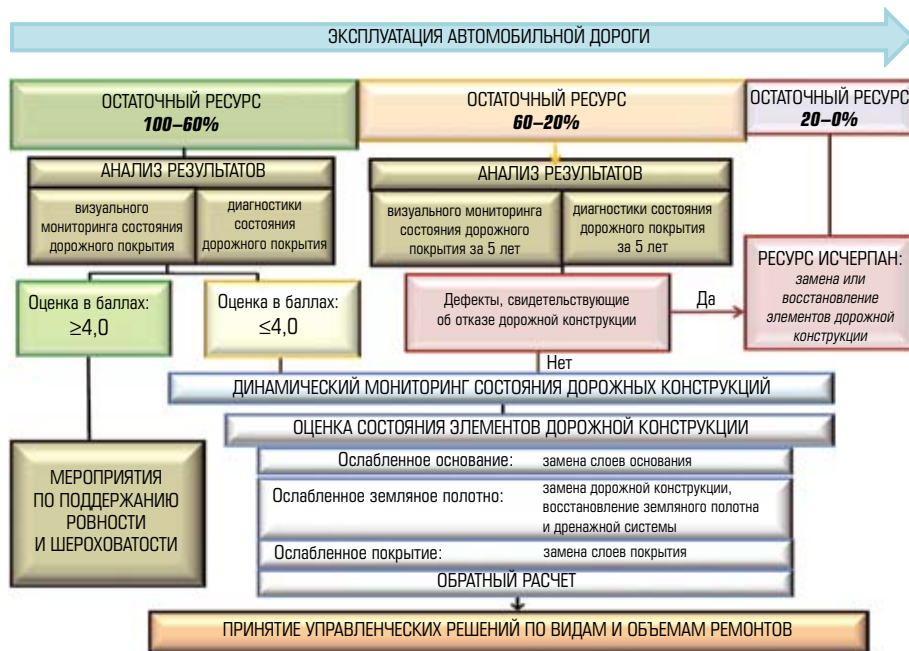 ЭКСПЛУАТАЦИЯ АВТОМОБИЛЬНОЙ ДОРОГИ
ОСТАТОЧНЫЙ РЕСУРС
100–60%
ОСТАТОЧНЫЙ РЕСУРС
60–20%
ОСТАТОЧНЫЙ РЕСУРС
20–0%
АНАЛИЗ РЕЗУЛЬТАТОВ
визуального
мониторинга состояния
дорожного покрытия
диагностики
состояния
дорожного покрытия
АНАЛИЗ РЕЗУЛЬТАТОВ
визуального мониторинга
состояния дорожного
покрытия за 5 лет
диагностики состояния
дорожного покрытия
за 5 лет
РЕСУРС ИСЧЕРПАН:
замена или
восстановление
элементов дорожной
конструкции
Оценка в баллах:
≥4,0
Оценка в баллах:
≤4,0
Дефекты, свидетельствующие
об отказе дорожной конструкции
Да
Нет
ДИНАМИЧЕСКИЙ МОНИТОРИНГ СОСТОЯНИЯ ДОРОЖНЫХ КОНСТРУКЦИЙ
ОЦЕНКА СОСТОЯНИЯ ЭЛЕМЕНТОВ ДОРОЖНОЙ КОНСТРУКЦИИ
Ослабленное основание: замена слоев основания
Ослабленное земляное полотно: замена дорожной конструкции,
восстановление земляного полотна
и дренажной системы
Ослабленное покрытие: замена слоев покрытия
ОБРАТНЫЙ РАСЧЕТ
МЕРОПРИЯТИЯ
ПО ПОДДЕРЖАНИЮ
РОВНОСТИ
И ШЕРОХОВАТОСТИ
ПРИНЯТИЕ УПРАВЛЕНЧЕСКИХ РЕШЕНИЙ ПО ВИДАМ И ОБЪЕМАМ РЕМОНТОВ